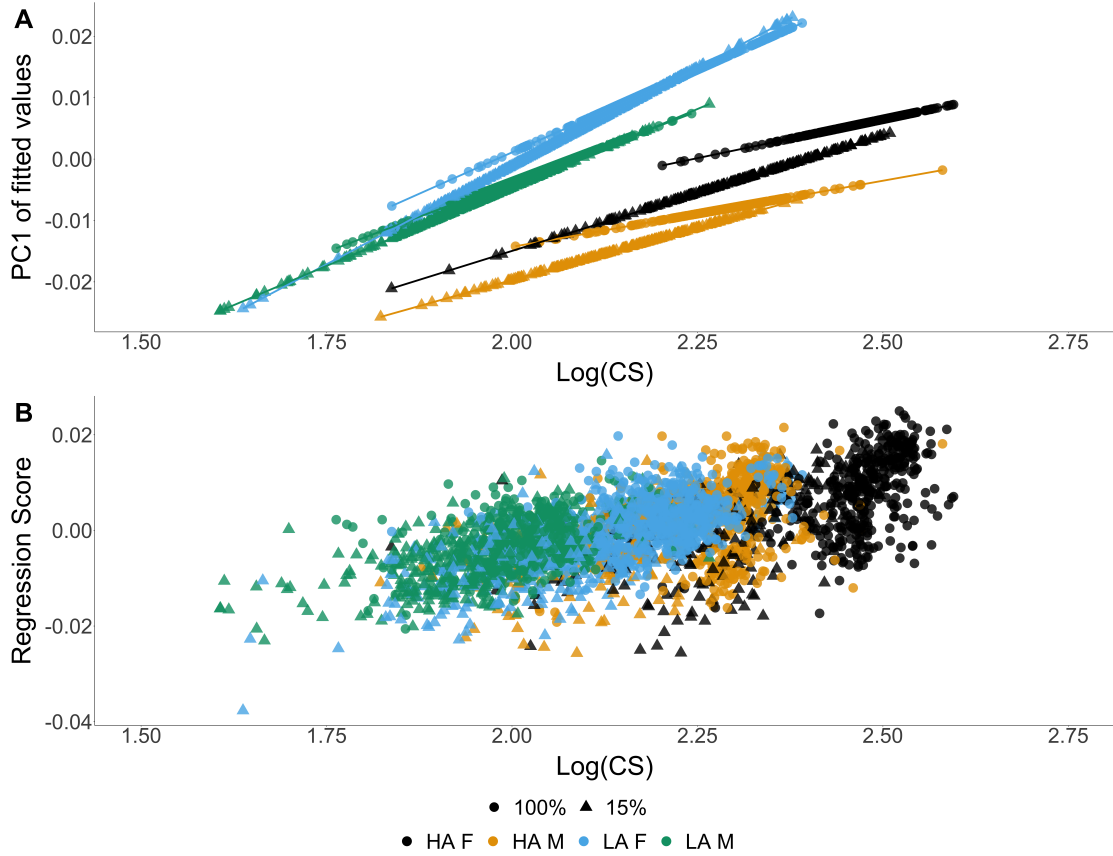 A
PC1 of fitted values
0.02
0.01
0.00
-0.01
-0.02
1.50 1.75 2.00 2.25 2.50 2.75
Log(CS)
B
Regression Score
0.02
0.00
-0.02
-0.04
1.50 1.75 2.00 2.25 2.50 2.75
Log(CS)
100% 15%
HA F HA M LA F LA M